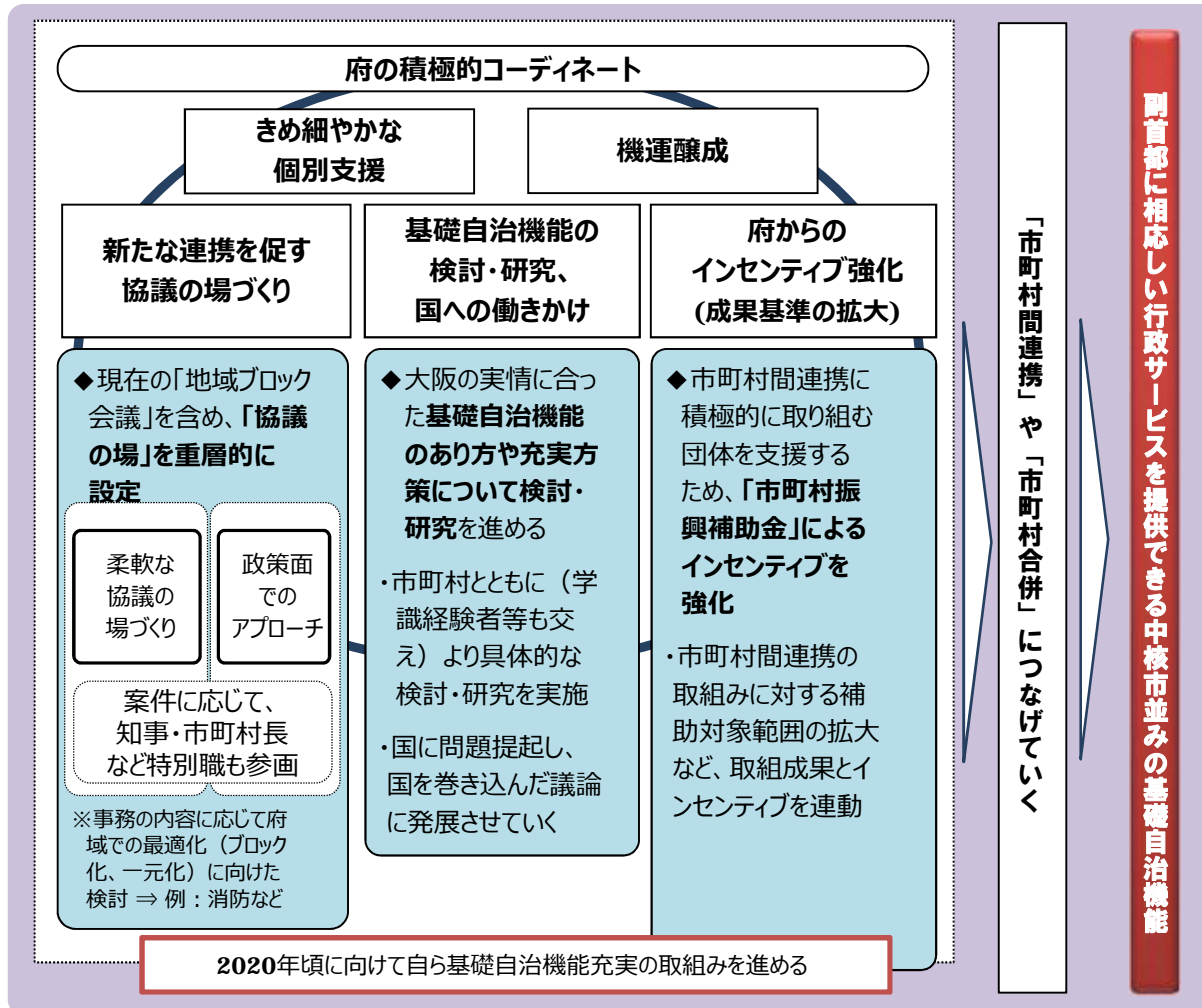 府の積極的コーディネート
きめ細やかな
個別支援
機運醸成
新たな連携を促す
協議の場づくり
基礎自治機能の
検討・研究、
国への働きかけ
府からの
インセンティブ強化
(成果基準の拡大)
◆現在の「地域ブロック
会議」を含め、「協議
の場」を重層的に
設定
柔軟な
協議の
場づくり
政策面
での
アプローチ
案件に応じて、
知事・市町村長
など特別職も参画
※事務の内容に応じて府
域での最適化（ブロック
化、一元化）に向けた
検討 ⇒ 例：消防など
◆大阪の実情に合っ
た基礎自治機能
のあり方や充実方
策について検討・
研究を進める
・市町村とともに（学
識経験者等も交
え）より具体的な
検討・研究を実施
・国に問題提起し、
国を巻き込んだ議論
に発展させていく
◆市町村間連携に
積極的に取り組む
団体を支援する
ため、「市町村振
興補助金」による
インセンティブを
強化
・市町村間連携の
取組みに対する補
助対象範囲の拡大
など、取組成果とイ
ンセンティブを連動
2020年頃に向けて自ら基礎自治機能充実の取組みを進める
「市町村間連携」や「市町村合併」につなげていく
副首都に相応しい行政サービスを提供できる中核市並みの基礎自治機能